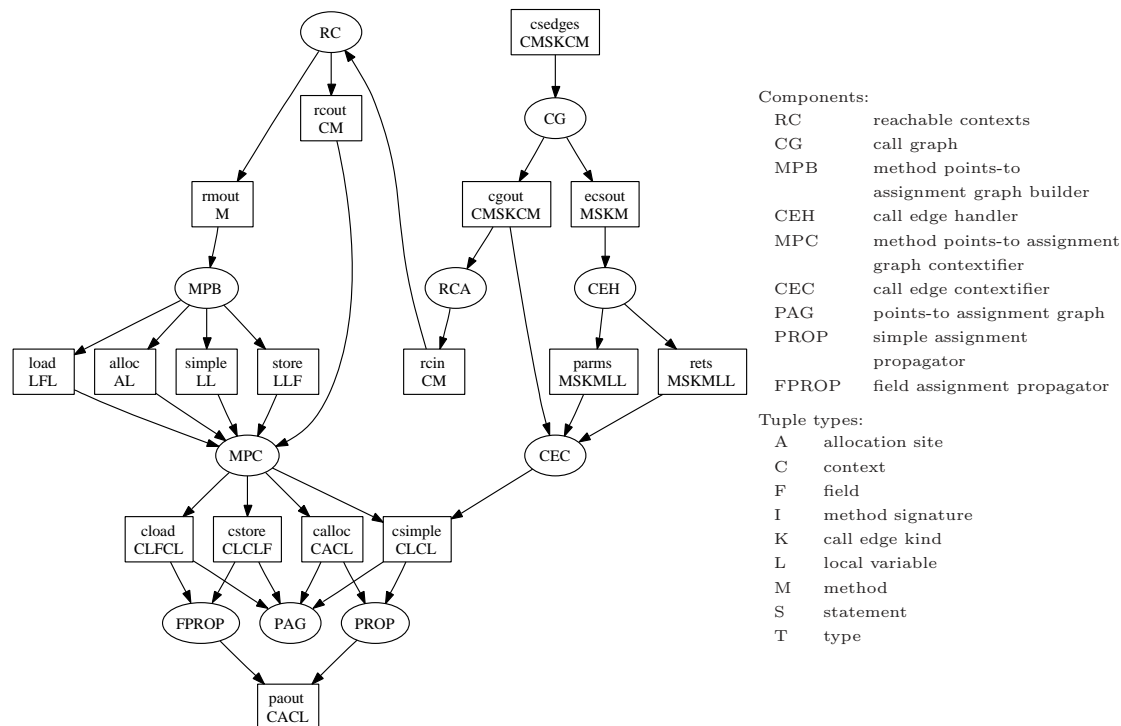 RC
csedges
CMSKCM
rcout
CM
CG
rmout
M
cgout
CMSKCM
ecsout
MSKM
MPB
RCA
CEH
load
LFL
alloc
AL
simple
LL
store
LLF
rcin
CM
parms
MSKMLL
rets
MSKMLL
MPC
CEC
cload
CLFCL
cstore
CLCLF
calloc
CACL
csimple
CLCL
FPROP
PAG
PROP
paout
CACL
Components:
RC reachable contexts
CG call graph
MPB method points-to
assignment graph builder
CEH call edge handler
MPC method points-to assignment
graph contextifier
CEC call edge contextifier
PAG points-to assignment graph
PROP simple assignment
propagator
FPROP field assignment propagator
Tuple types:
A allocation site
C context
F field
I method signature
K call edge kind
L local variable
M method
S statement
T type